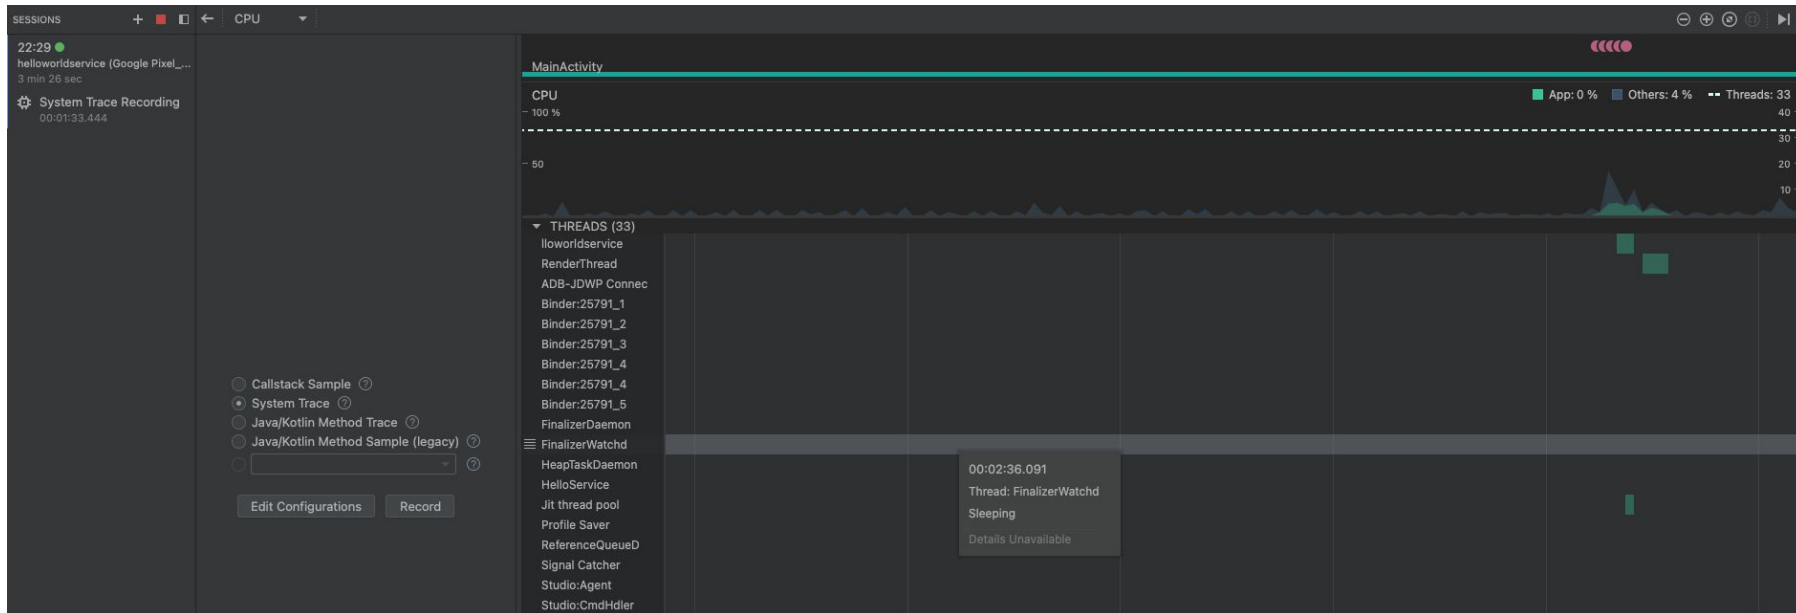 SESSIONS
CPU
22:29
helloworldservice (Google Pixel_...
3 min 26 sec
System Trace Recording
00:01:33.444
Callstack Sample ?
System Trace ?
Java/Kotlin Method Trace ?
Java/Kotlin Method Sample (legacy) ?
?
Edit Configurations
Record
MainActivity
CPU
App: 0 %
Others: 4 %
Threads: 33
100 %
50
40
30
20
10
THREADS (33)
lloworldservice
RenderThread
ADB-JDWP Connec
Binder:25791_1
Binder:25791_2
Binder:25791_3
Binder:25791_4
Binder:25791_4
Binder:25791_5
FinalizerDaemon
FinalizerWatchd
HeapTaskDaemon
HelloService
Jit thread pool
Profile Saver
ReferenceQueueD
Signal Catcher
Studio:Agent
Studio:CmdHdler
00:02:36.091
Thread: FinalizerWatchd
Sleeping
Details Unavailable